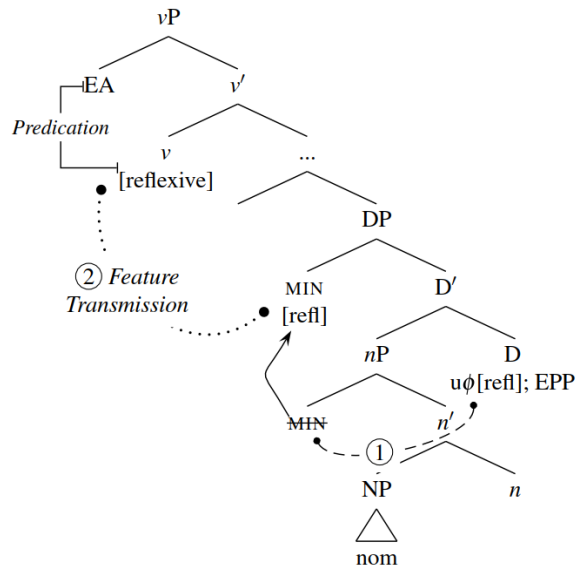 vP
EA v′
Predication
v ...
[reflexive]
DP
② Feature
Transmission
MIN D′
[refl]
nP D
uϕ[refl]; EPP
MIN n′
①
NP n
nom